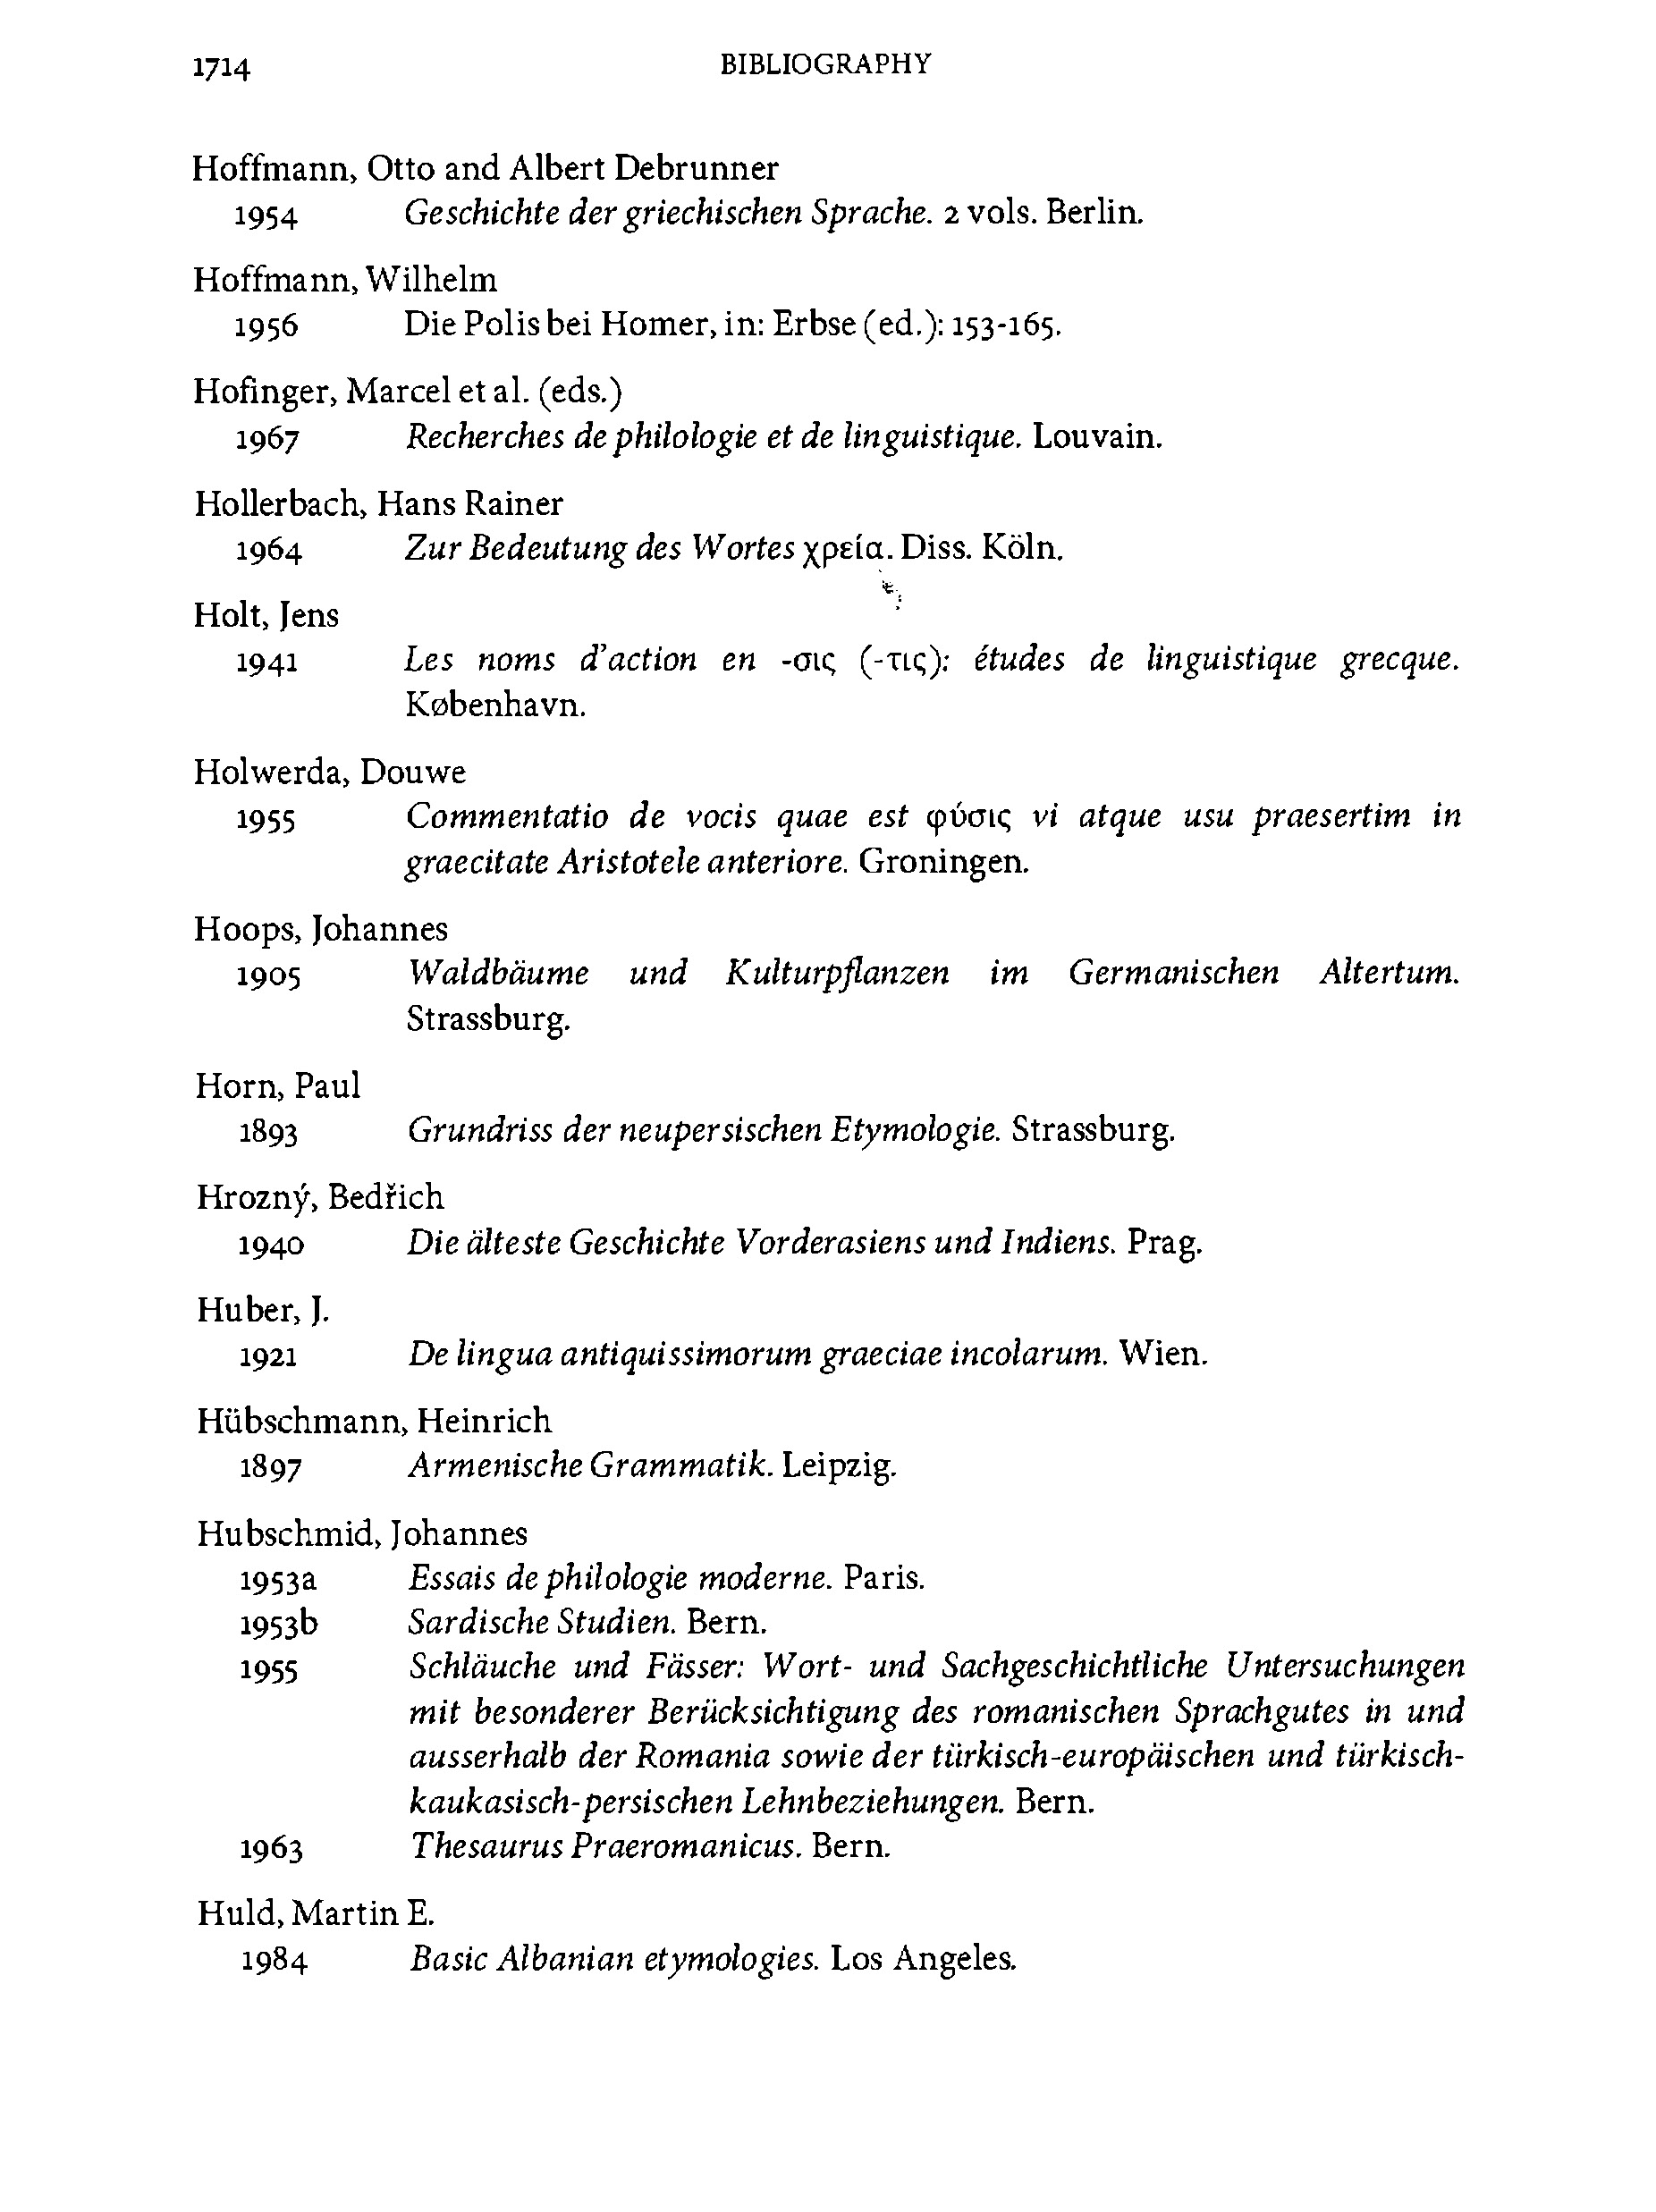 1714 BIBLIOGRAPHY
Hoffmann, Otto and Albert Debrunner
1954 Geschichte der griechischen Sprache. 2 vols. Berlin.
Hoffmann, Wilhelm
1956 Die Polis bei Homer, in: Erbse (ed.): 153-165.
Hofinger, Marcel et al. (eds.)
1967 Recherches de philologie et de linguistique. Louvain.
Hollerbach, Hans Rainer
1964 Zur Bedeutung des Wortes χρεία. Diss. Köln.
Holt, Jens
1941 Les noms d'action en -σις (-τις): études de linguistique grecque.
København.
Holwerda, Douwe
1955 Commentatio de vocis quae est φύσις vi atque usu praesertim in
graecitate Aristotele anteriore. Groningen.
Hoops, Johannes
1905 Waldbäume und Kulturpflanzen im Germanischen Altertum.
Strassburg.
Horn, Paul
1893 Grundriss der neupersischen Etymologie. Strassburg.
Hrozný, Bedřich
1940 Die älteste Geschichte Vorderasiens und Indiens. Prag.
Huber, J.
1921 De lingua antiquissimorum graeciae incolarum. Wien.
Hübschmann, Heinrich
1897 Armenische Grammatik. Leipzig.
Hubschmid, Johannes
1953a Essais de philologie moderne. Paris.
1953b Sardische Studien. Bern.
1955 Schläuche und Fässer: Wort- und Sachgeschichtliche Untersuchungen
mit besonderer Berücksichtigung des romanischen Sprachgutes in und
ausserhalb der Romania sowie der türkisch-europäischen und türkisch-
kaukasisch-persischen Lehnbeziehungen. Bern.
1963 Thesaurus Praeromanicus. Bern.
Huld, Martin E.
1984 Basic Albanian etymologies. Los Angeles.